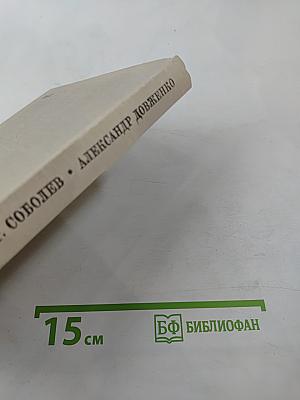 . СОБОЛЕВ • АЛЕКСАНДР ДОВЖЕНКО
15 см
БФ БИБЛИОФАН